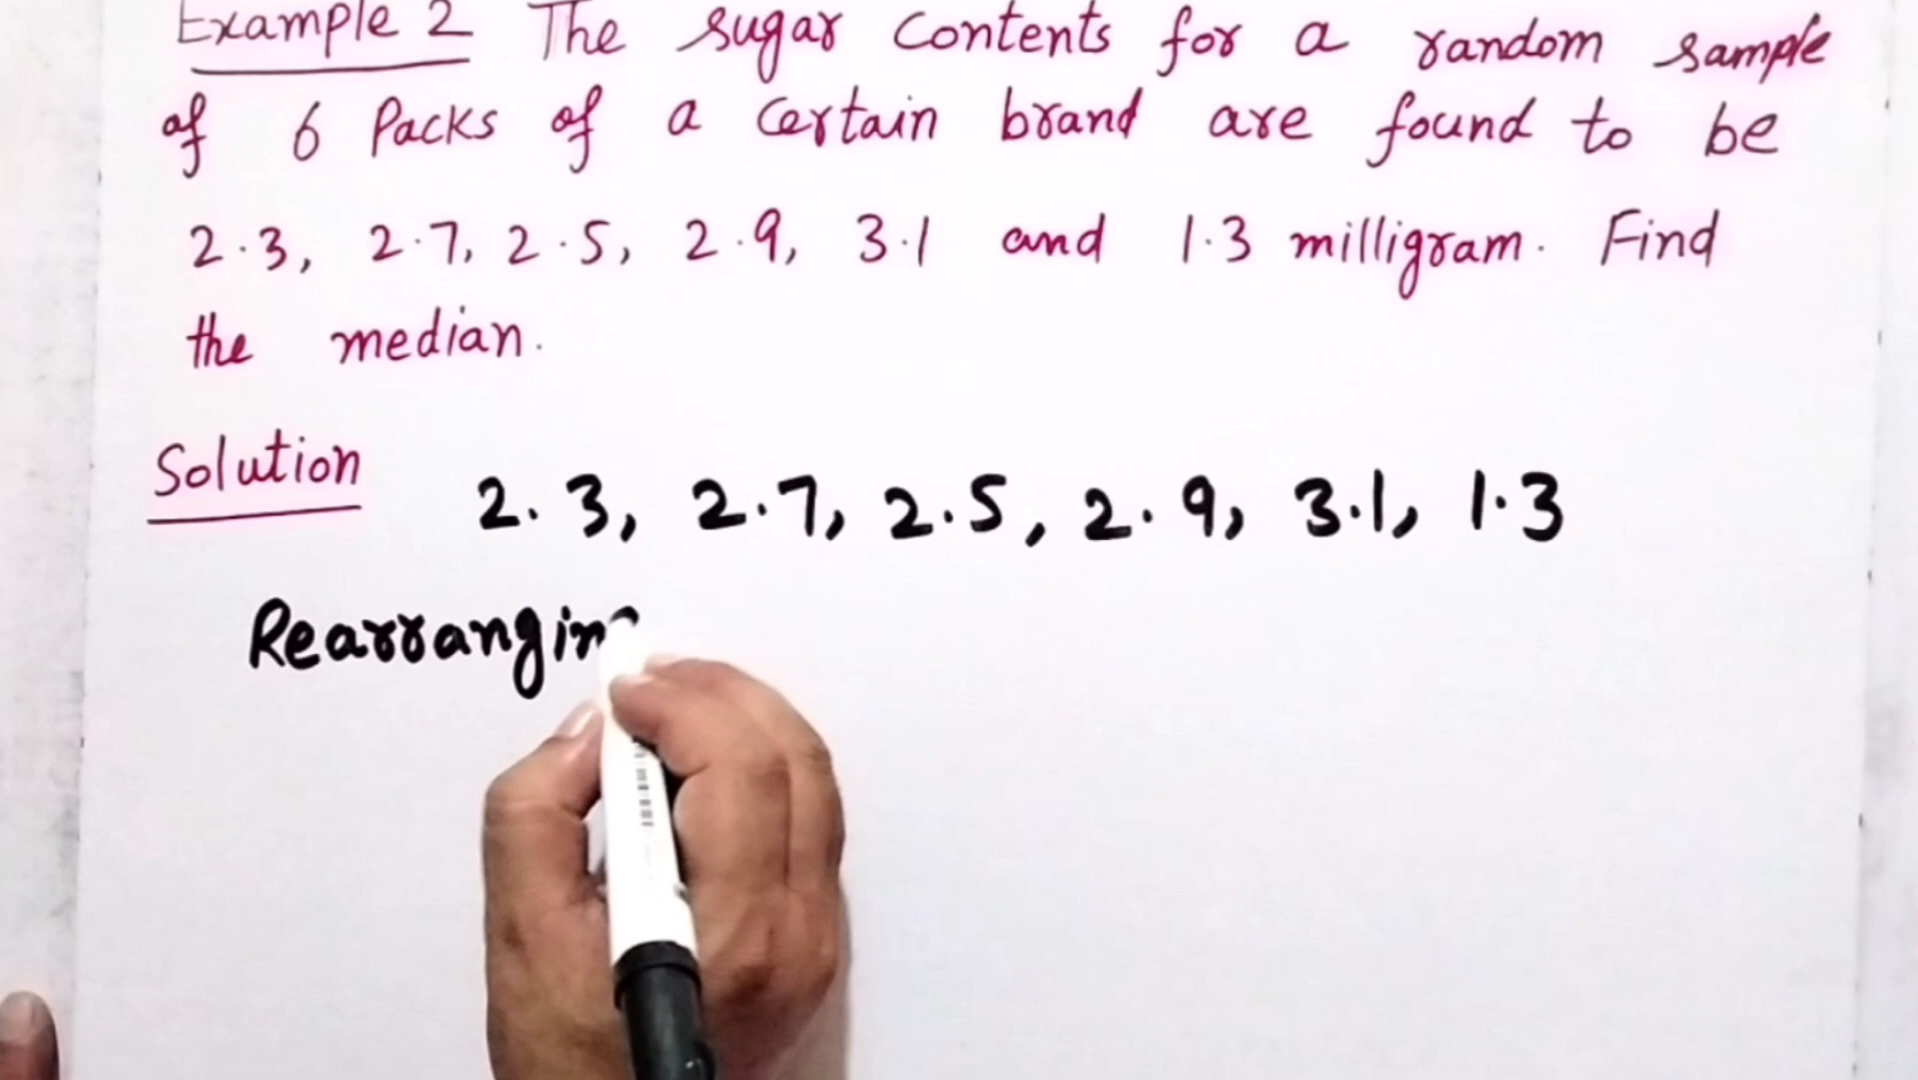 Example 2 The sugar contents for a random sample
of 6 Packs of a certain brand are found to be
2.3, 2.7, 2.5, 2.9, 3.1 and 1.3 milligram. Find
the median.
Solution 2.3, 2.7, 2.5, 2.9, 3.1, 1.3